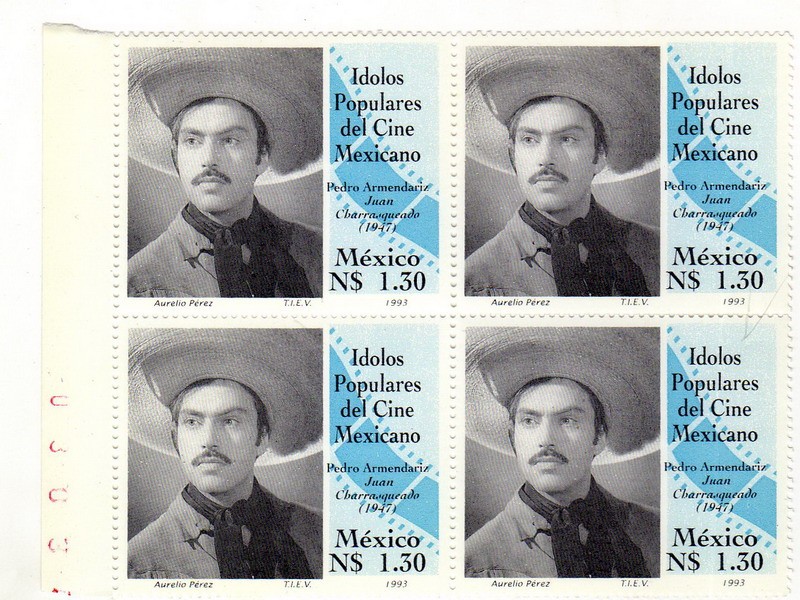 Idolos
Populares
del Cine
Mexicano
Pedro Armendariz
Juan
Charrasqueado
(1947)
México
N$ 1.30
Aurelio Pérez T.I.E.V. 1993
Idolos
Populares
del Cine
Mexicano
Pedro Armendariz
Juan
Charrasqueado
(1947)
México
N$ 1.30
Aurelio Pérez T.I.E.V. 1993
Idolos
Populares
del Cine
Mexicano
Pedro Armendariz
Juan
Charrasqueado
(1947)
México
N$ 1.30
Aurelio Pérez T.I.E.V. 1993
Idolos
Populares
del Cine
Mexicano
Pedro Armendariz
Juan
Charrasqueado
(1947)
México
N$ 1.30
Aurelio Pérez T.I.E.V. 1993